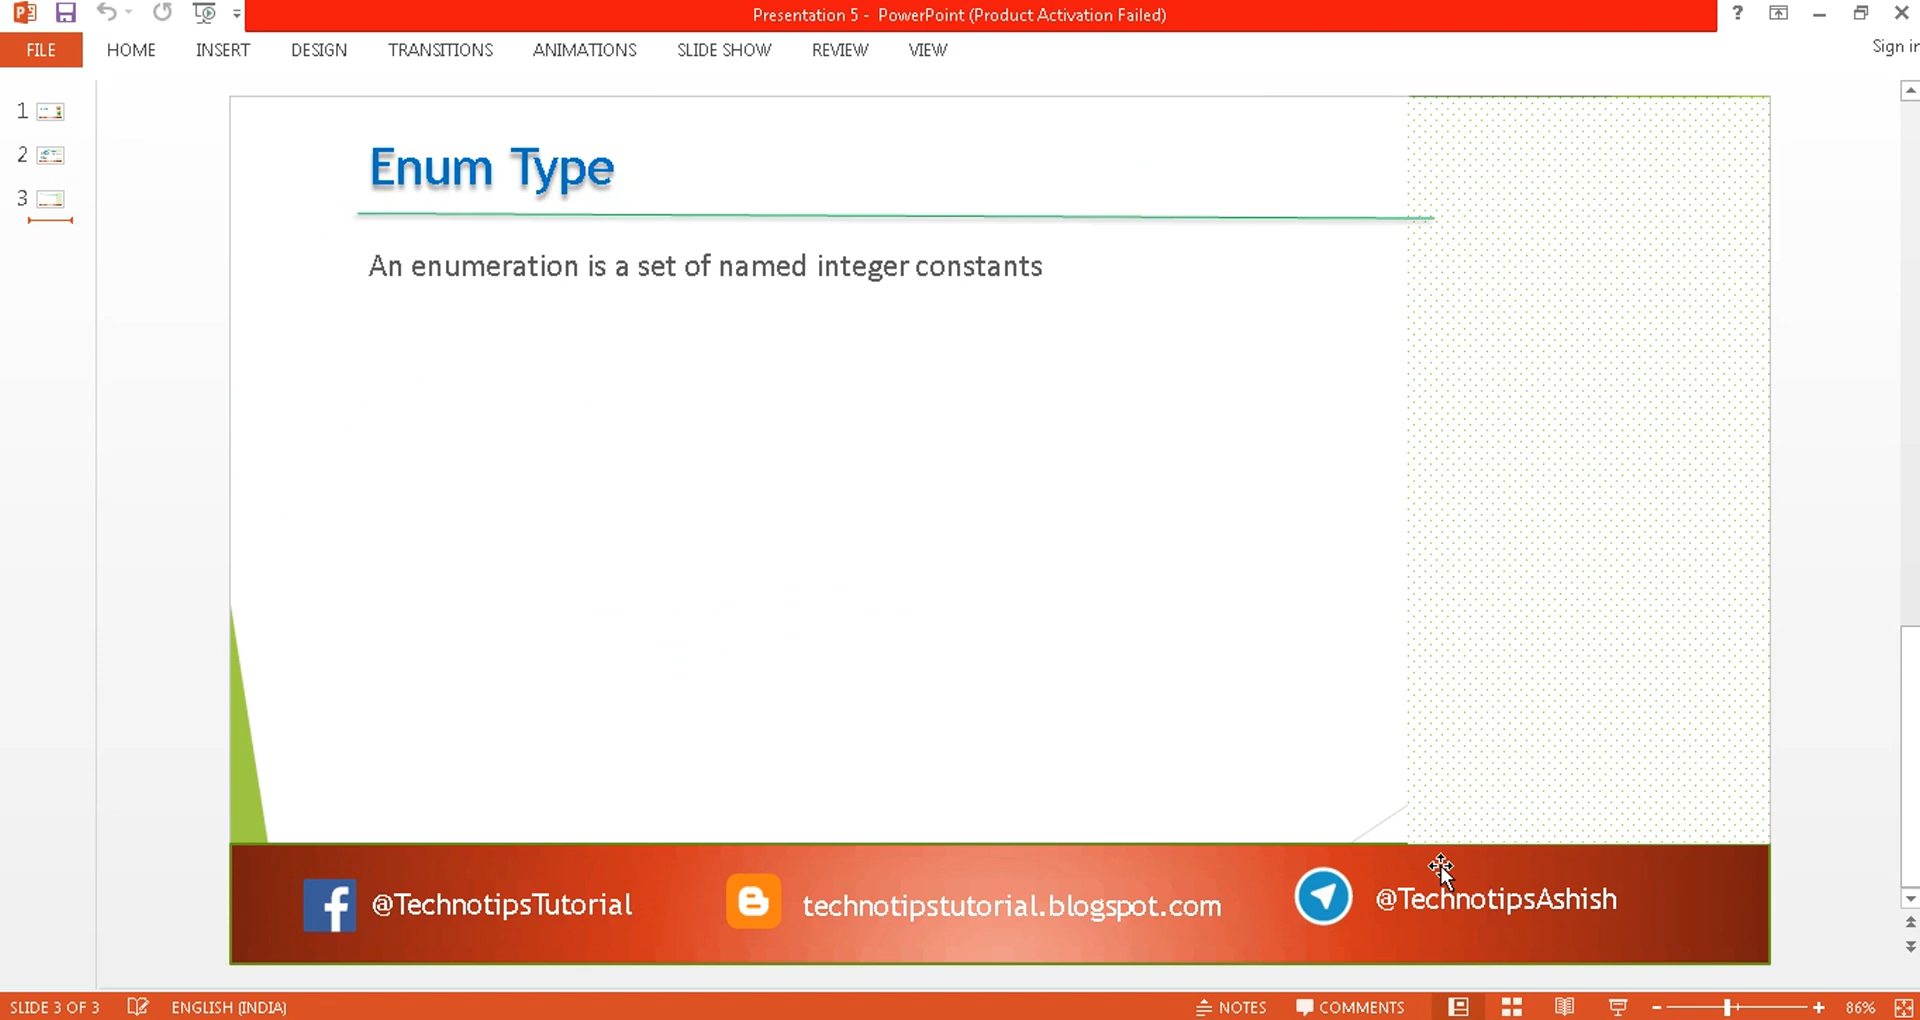 Presentation 5 - PowerPoint (Product Activation Failed)
?
FILE HOME INSERT DESIGN TRANSITIONS ANIMATIONS SLIDE SHOW REVIEW VIEW
Sign in
1
2
3
Enum Type
An enumeration is a set of named integer constants
@TechnotipsTutorial
technotipstutorial.blogspot.com
@TechnotipsAshish
SLIDE 3 OF 3 ENGLISH (INDIA) NOTES COMMENTS 86%